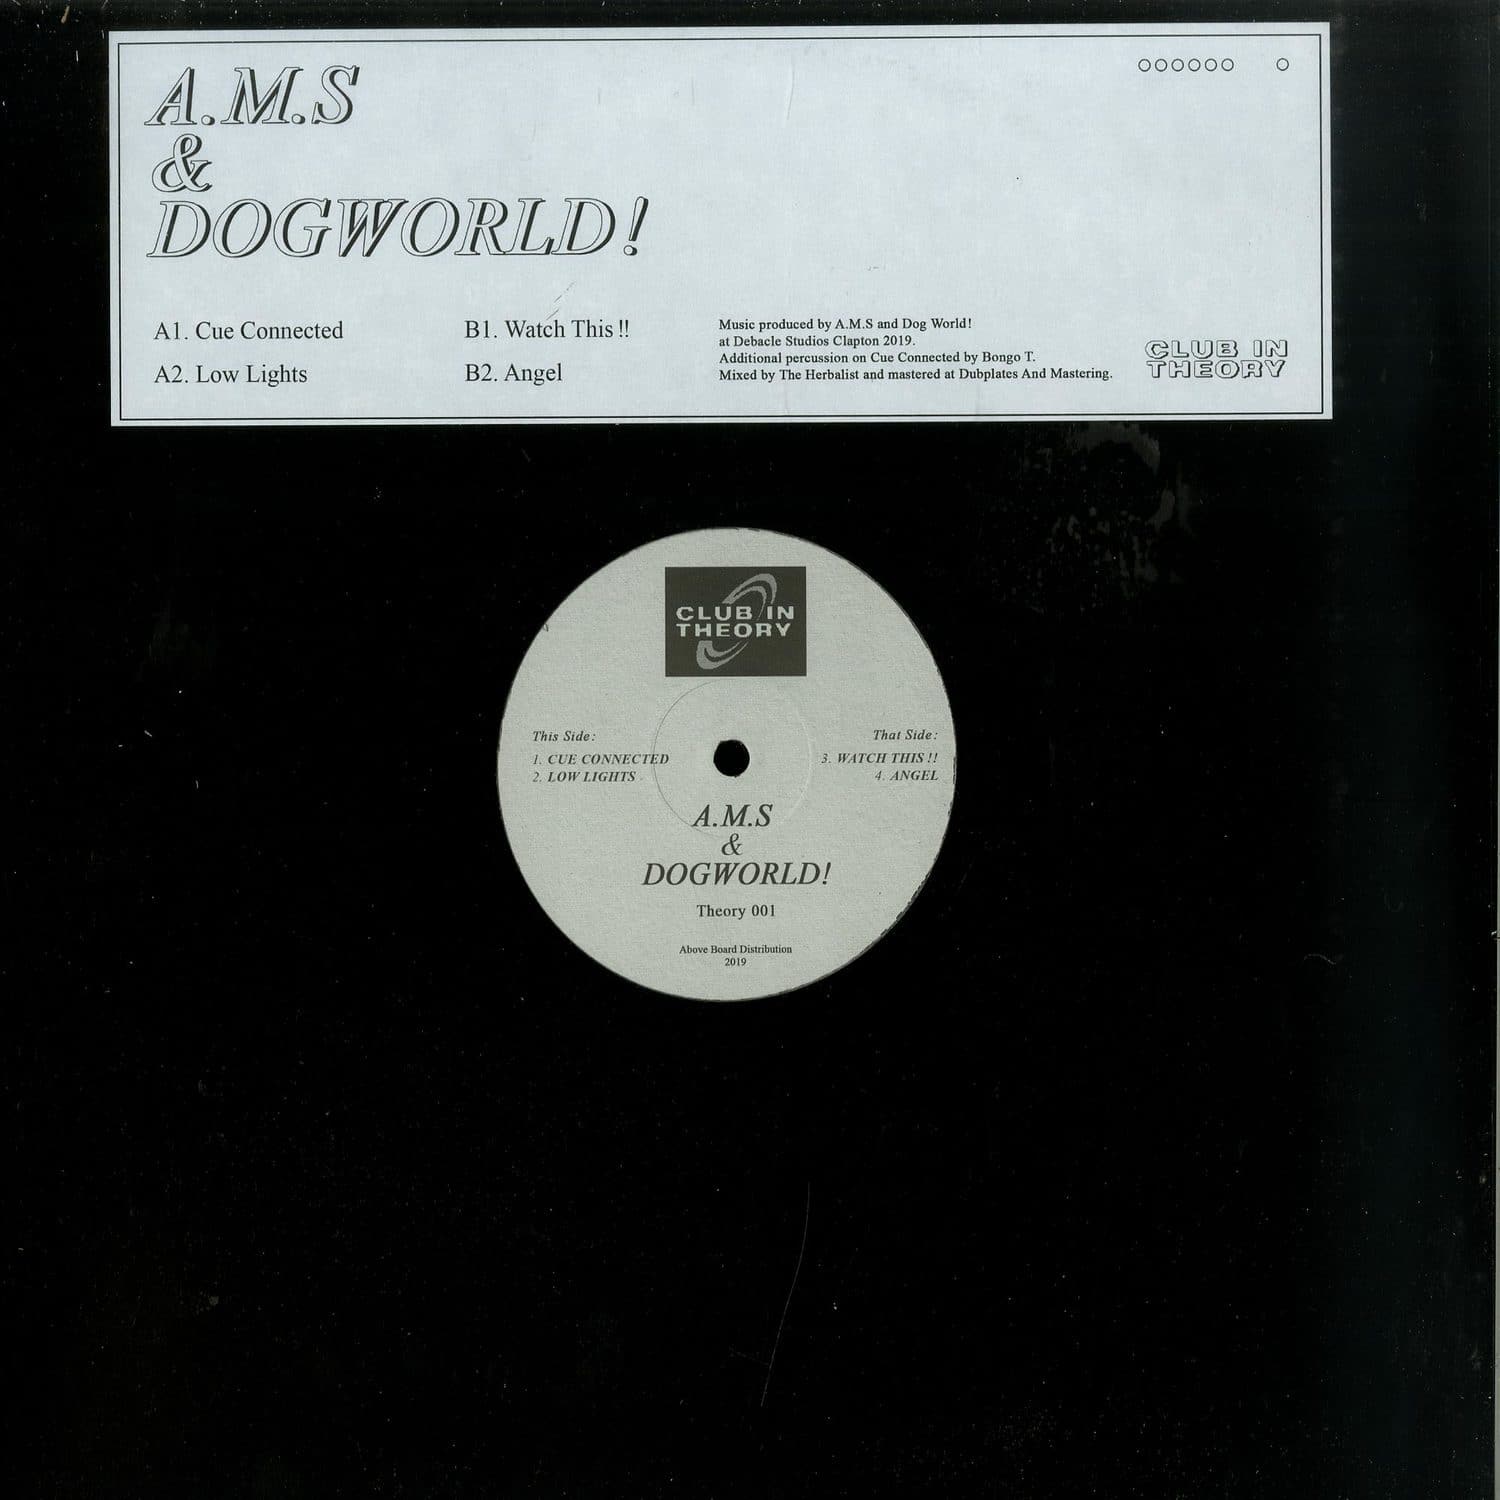 A.M.S
&
DOGWORLD!
A1. Cue Connected
A2. Low Lights
B1. Watch This !!
B2. Angel
Music produced by A.M.S and Dog World!
at Debacle Studios Clapton 2019.
Additional percussion on Cue Connected by Bongo T.
Mixed by The Herbalist and mastered at Dubplates And Mastering.
CLUB IN
THEORY
CLUB IN
THEORY
This Side:
1. CUE CONNECTED
2. LOW LIGHTS
That Side:
3. WATCH THIS !!
4. ANGEL
A.M.S
&
DOGWORLD!
Theory 001
Above Board Distribution
2019